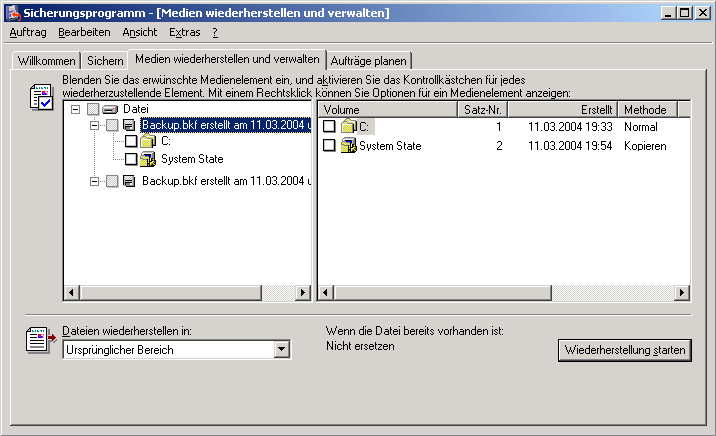 Sicherungsprogramm - [Medien wiederherstellen und verwalten]
Auftrag Bearbeiten Ansicht Extras ?
Willkommen Sichern Medien wiederherstellen und verwalten Aufträge planen
Blenden Sie das erwünschte Medienelement ein, und aktivieren Sie das Kontrollkästchen für jedes
wiederherzustellende Element. Mit einem Rechtsklick können Sie Optionen für ein Medienelement anzeigen:
Datei
Backup.bkf erstellt am 11.03.2004 u
C:
System State
Backup.bkf erstellt am 11.03.2004
Volume Satz-Nr. Erstellt Methode
C: 1 11.03.2004 19:33 Normal
System State 2 11.03.2004 19:54 Kopieren
Dateien wiederherstellen in:
Ursprünglicher Bereich
Wenn die Datei bereits vorhanden ist:
Nicht ersetzen
Wiederherstellung starten